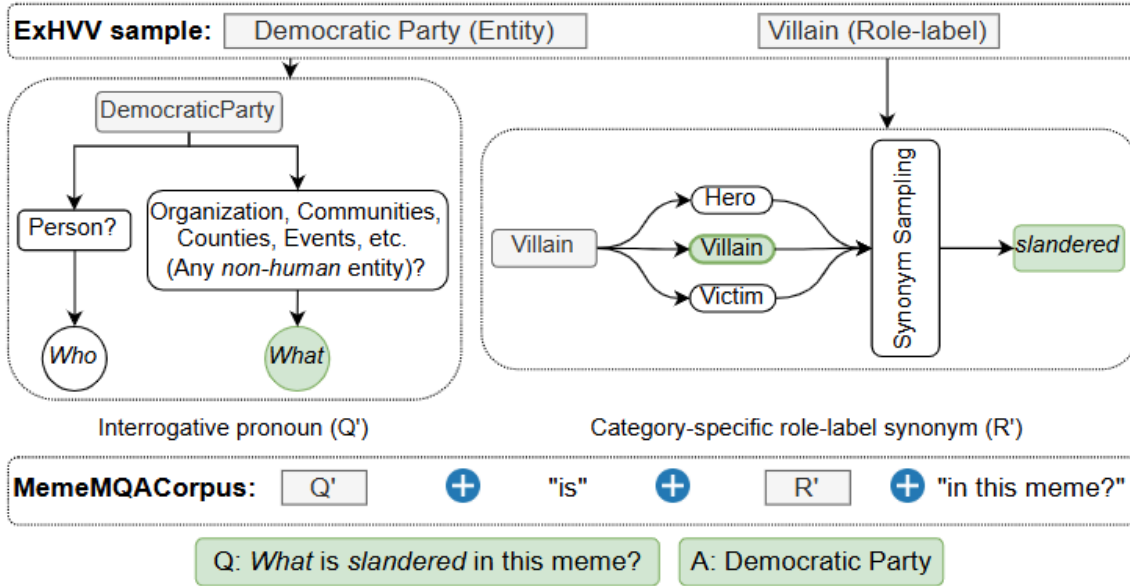 ExHVV sample: Democratic Party (Entity) Villain (Role-label)
DemocraticParty
Person?
Organization, Communities,
Counties, Events, etc.
(Any non-human entity)?
Who
What
Interrogative pronoun (Q')
Villain
Hero
Villain
Victim
Synonym Sampling
slandered
Category-specific role-label synonym (R')
MemeMQACorpus: Q' + "is" + R' + "in this meme?"
Q: What is slandered in this meme?
A: Democratic Party